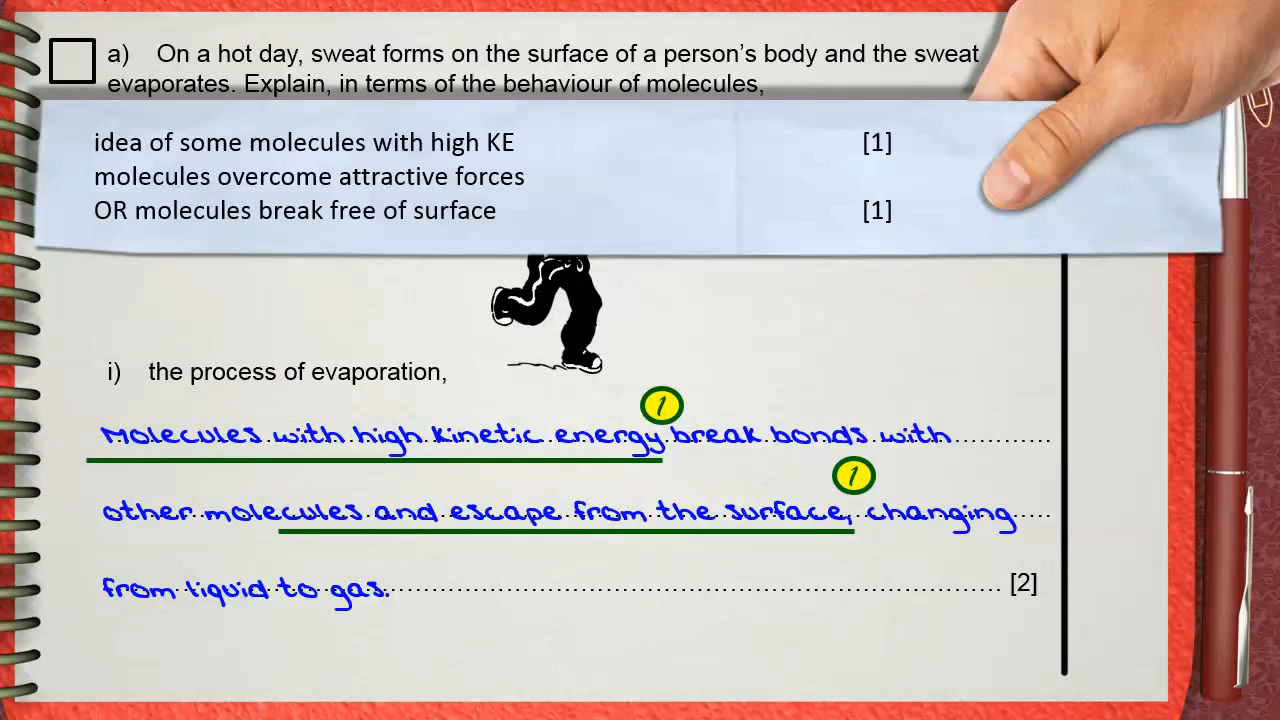 a) On a hot day, sweat forms on the surface of a person's body and the sweat
evaporates. Explain, in terms of the behaviour of molecules,
idea of some molecules with high KE [1]
molecules overcome attractive forces
OR molecules break free of surface [1]
i) the process of evaporation,
1
Molecules with high kinetic energy break bonds with
1
other molecules and escape from the surface, changing
from liquid to gas. [2]